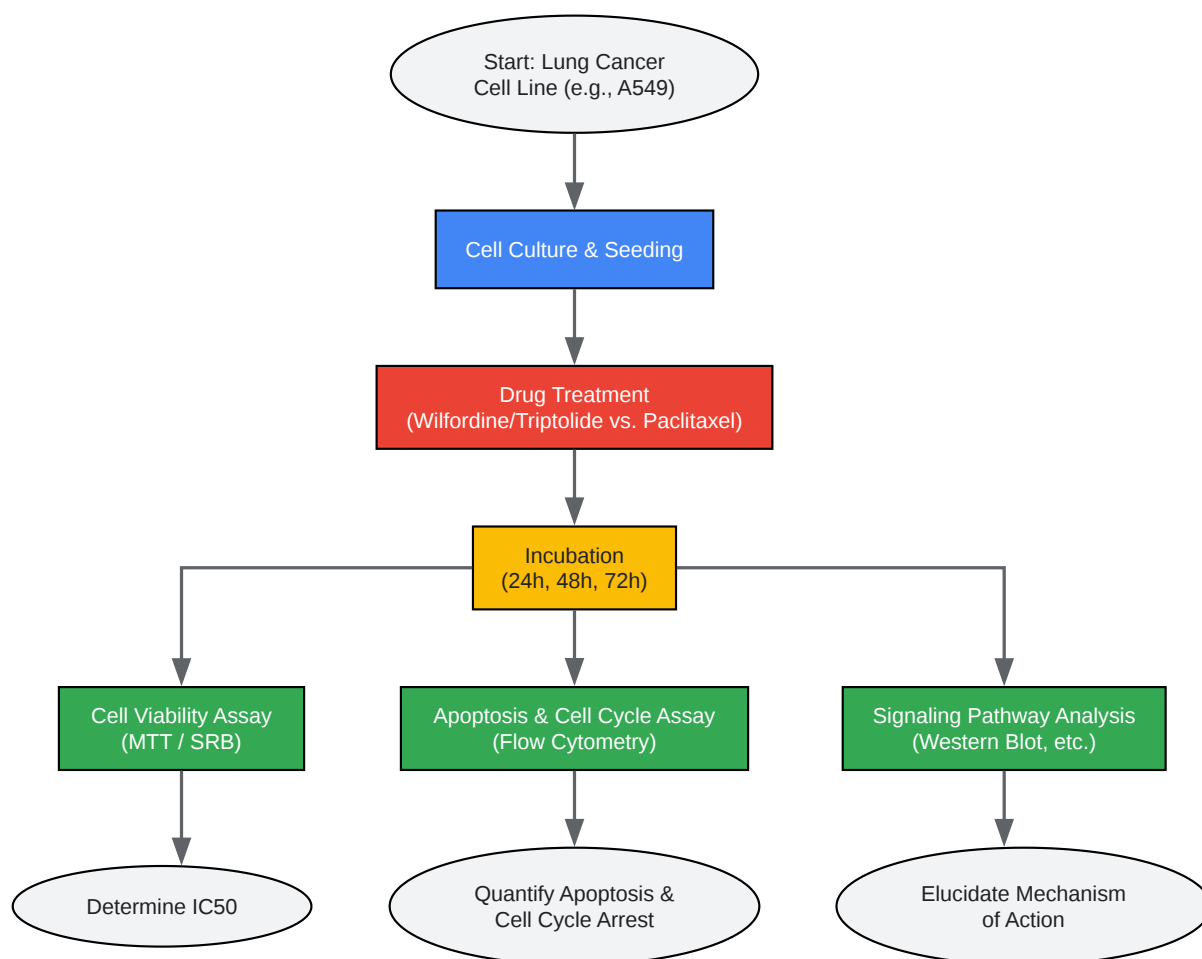 Start: Lung Cancer
Cell Line (e.g., A549)
Cell Culture & Seeding
Drug Treatment
(Wilfordine/Triptolide vs. Paclitaxel)
Incubation
(24h, 48h, 72h)
Cell Viability Assay
(MTT / SRB)
Apoptosis & Cell Cycle Assay
(Flow Cytometry)
Signaling Pathway Analysis
(Western Blot, etc.)
Determine IC50
Quantify Apoptosis &
Cell Cycle Arrest
Elucidate Mechanism
of Action